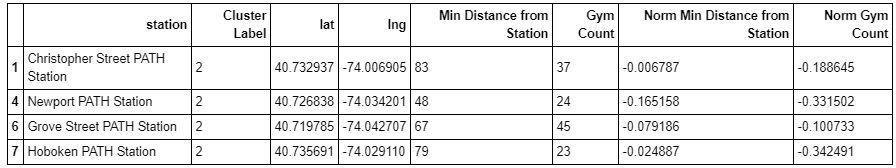 station Cluster Label lat lng Min Distance from Station Gym Count Norm Min Distance from Station Norm Gym Count
1 Christopher Street PATH Station 2 40.732937 -74.006905 83 37 -0.006787 -0.188645
4 Newport PATH Station 2 40.726838 -74.034201 48 24 -0.165158 -0.331502
6 Grove Street PATH Station 2 40.719785 -74.042707 67 45 -0.079186 -0.100733
7 Hoboken PATH Station 2 40.735691 -74.029110 79 23 -0.024887 -0.342491